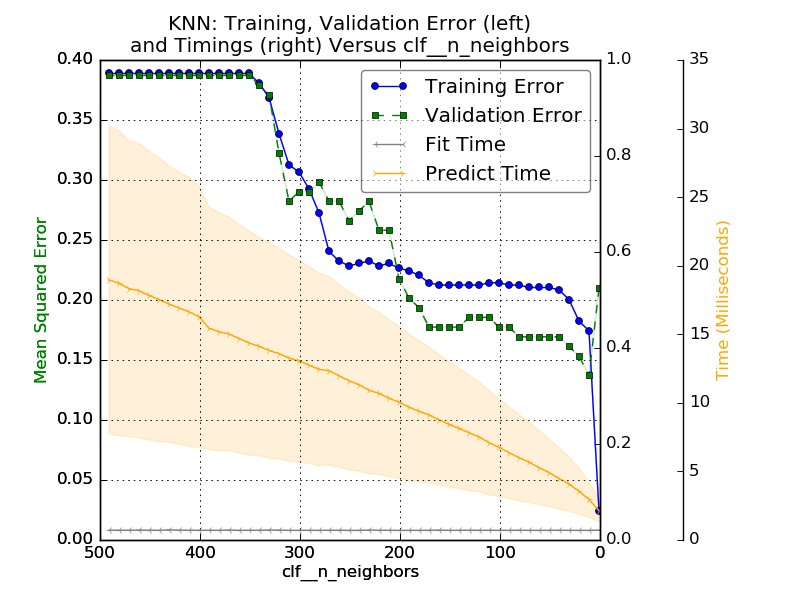 KNN: Training, Validation Error (left)
and Timings (right) Versus clf__n_neighbors
Training Error
Validation Error
Fit Time
Predict Time
Mean Squared Error
0.40
0.35
0.30
0.25
0.20
0.15
0.10
0.05
0.00
1.0
0.8
0.6
0.4
0.2
0.0
35
30
25
20
15
10
5
0
Time (Milliseconds)
500 400 300 200 100 0
clf__n_neighbors